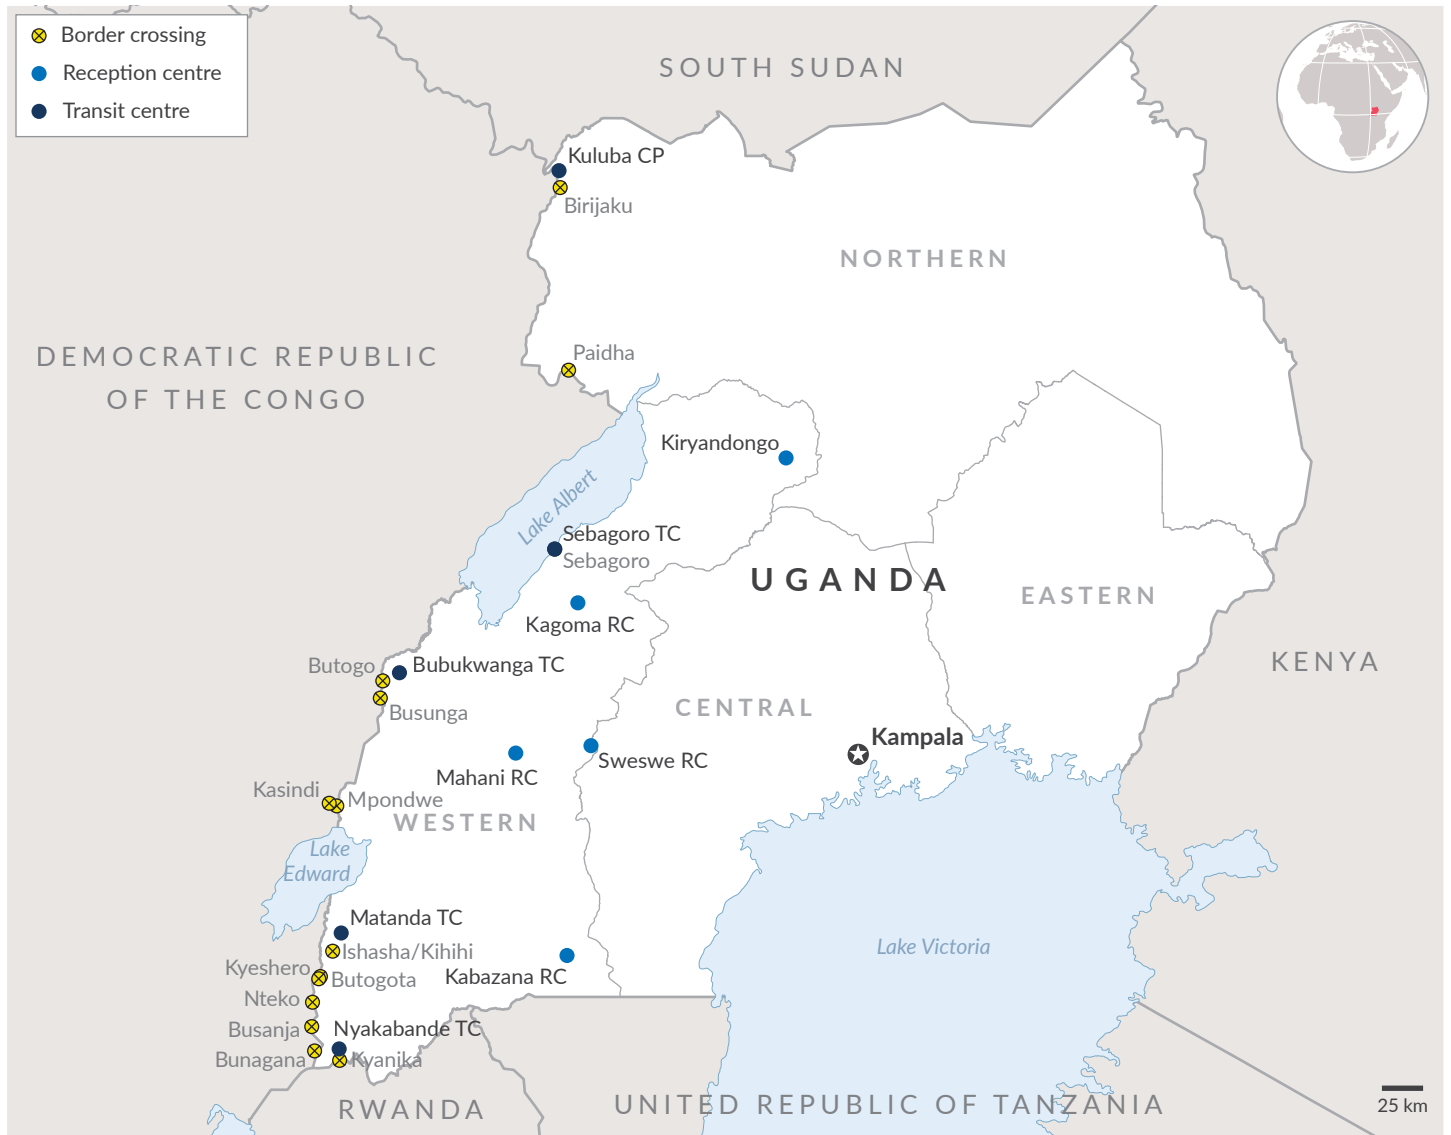 Border crossing
Reception centre
Transit centre
SOUTH SUDAN
Kuluba CP
Birijaku
NORTHERN
DEMOCRATIC REPUBLIC
OF THE CONGO
Paidha
Kiryandongo
Lake Albert
Sebagoro TC
Sebagoro
UGANDA
EASTERN
Kagoma RC
Butogo
Bubukwanga TC
KENYA
Busunga
CENTRAL
Kampala
Sweswe RC
Mahani RC
Kasindi
Mpondwe
WESTERN
Lake
Edward
Matanda TC
Ishasha/Kihihi
Lake Victoria
Kyeshero
Butogota
Kabazana RC
Nteko
Busanja
Nyakabande TC
Bunagana
Kyanika
RWANDA
UNITED REPUBLIC OF TANZANIA
25 km